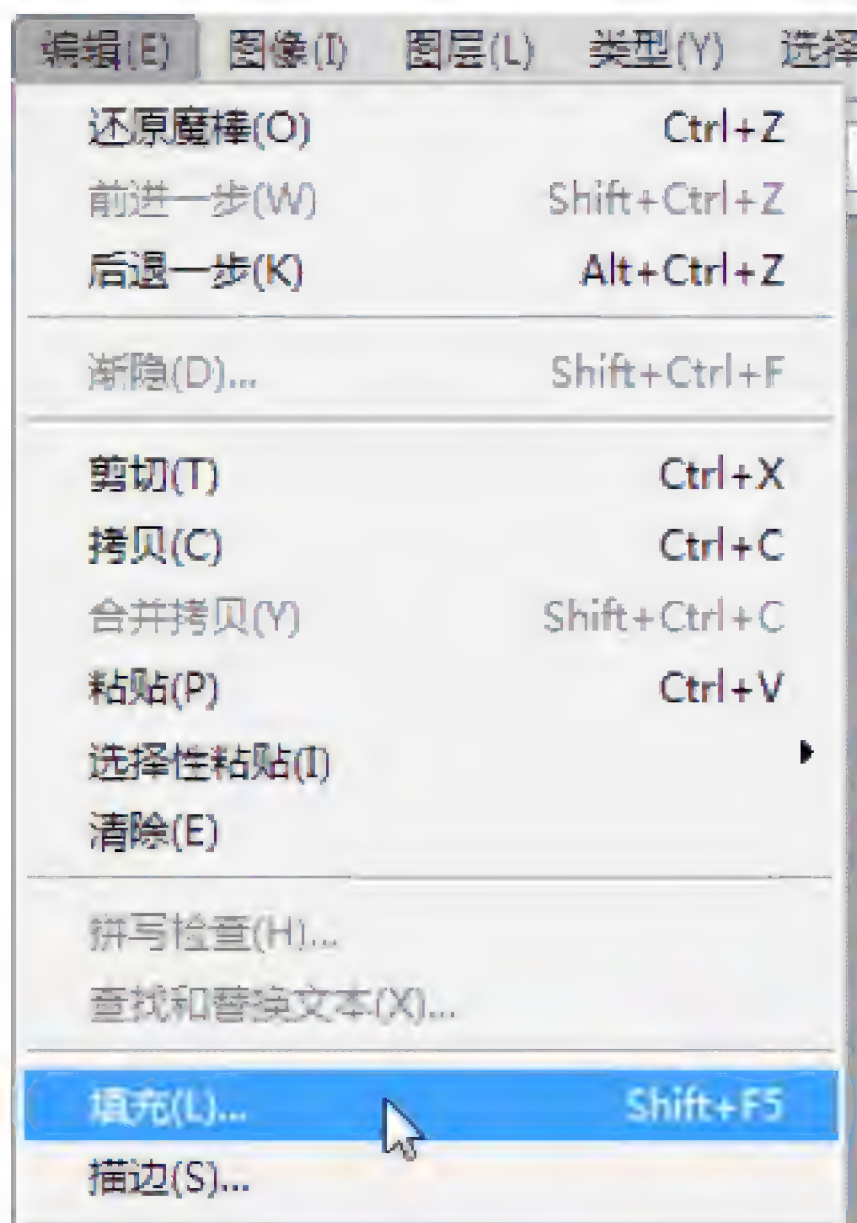 编辑(E) 图像(I) 图层(L) 类型(Y) 选择
还原魔棒(O) Ctrl+Z
前进一步(W) Shift+Ctrl+Z
后退一步(K) Alt+Ctrl+Z
渐隐(D)... Shift+Ctrl+F
剪切(T) Ctrl+X
拷贝(C) Ctrl+C
合并拷贝(Y) Shift+Ctrl+C
粘贴(P) Ctrl+V
选择性粘贴(I)
清除(E)
拼写检查(H)...
查找和替换文本(X)...
填充(L)... Shift+F5
描边(S)...